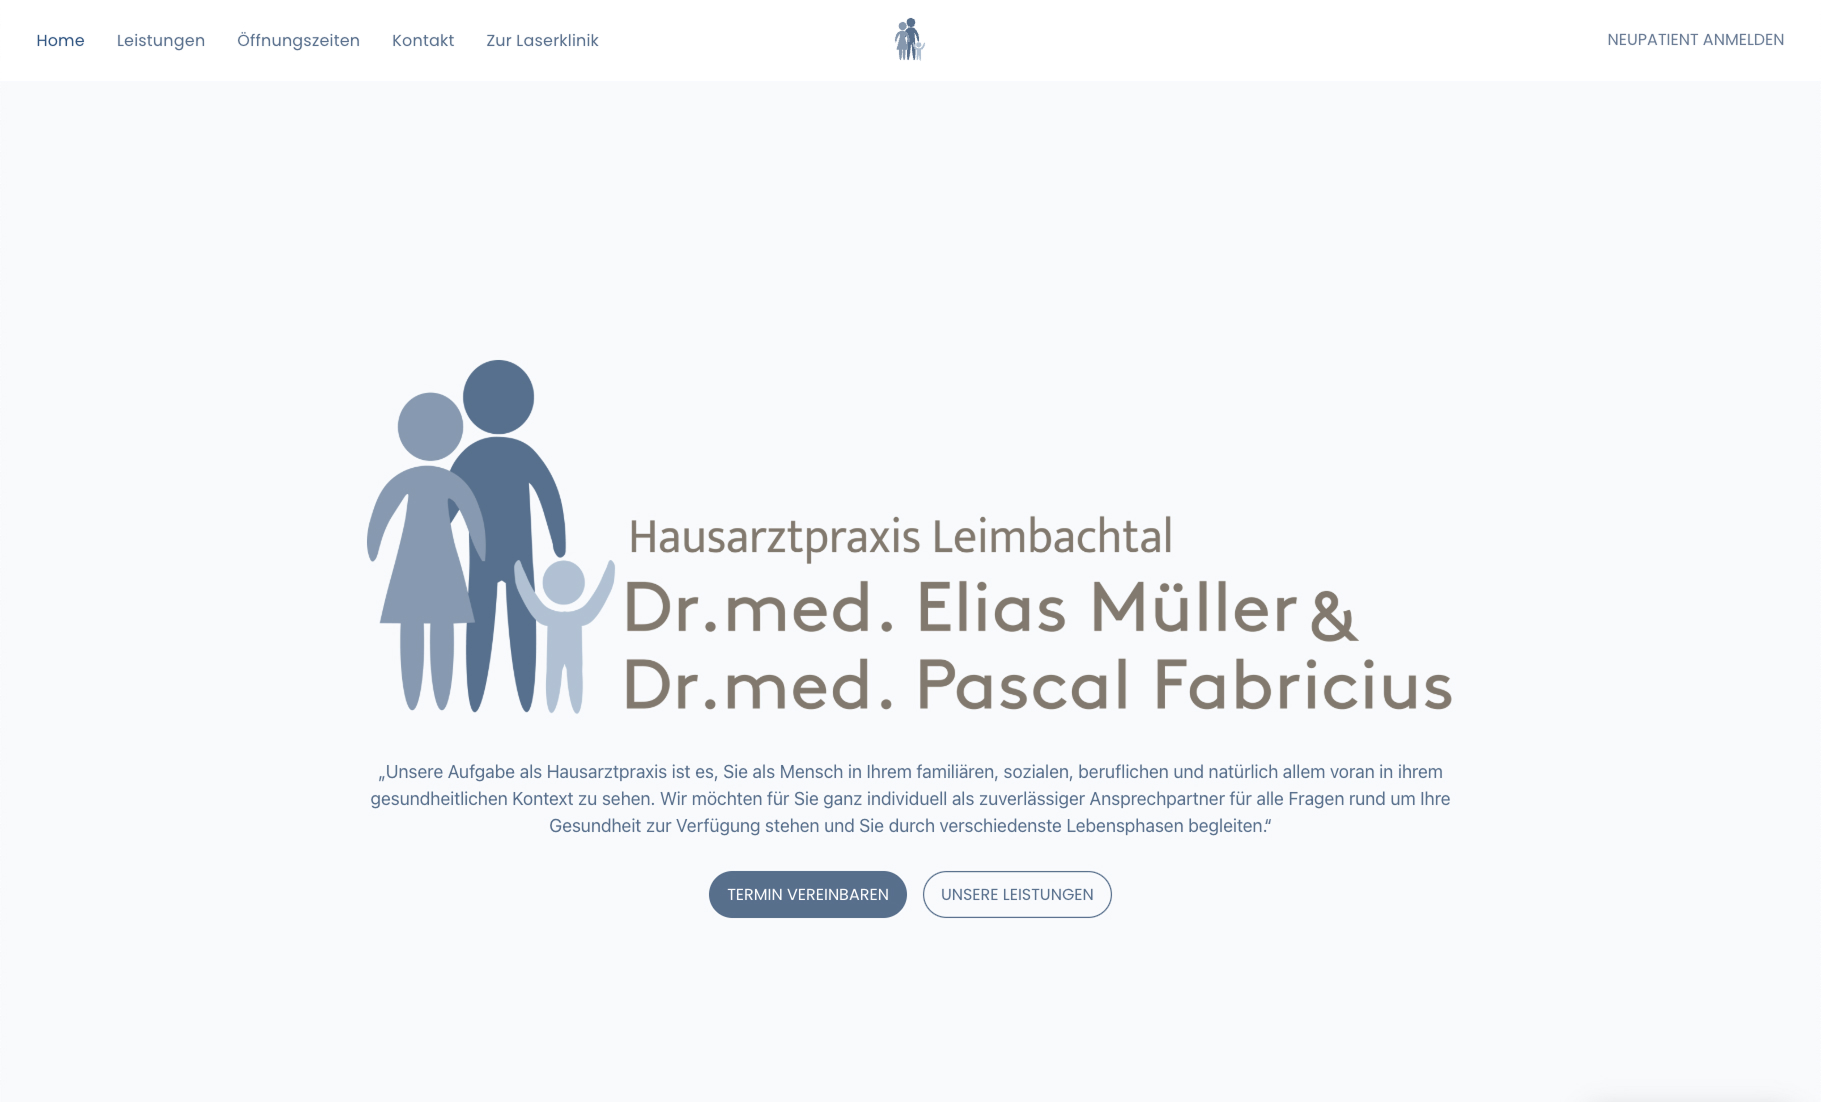 Home
Leistungen
Öffnungszeiten
Kontakt
Zur Laserklinik
NEUPATIENT ANMELDEN
Hausarztpraxis Leimbachtal
Dr.med. Elias Müller &
Dr.med. Pascal Fabricius
„Unsere Aufgabe als Hausarztpraxis ist es, Sie als Mensch in Ihrem familiären, sozialen, beruflichen und natürlich allem voran in ihrem
gesundheitlichen Kontext zu sehen. Wir möchten für Sie ganz individuell als zuverlässiger Ansprechpartner für alle Fragen rund um Ihre
Gesundheit zur Verfügung stehen und Sie durch verschiedenste Lebensphasen begleiten.“
TERMIN VEREINBAREN
UNSERE LEISTUNGEN